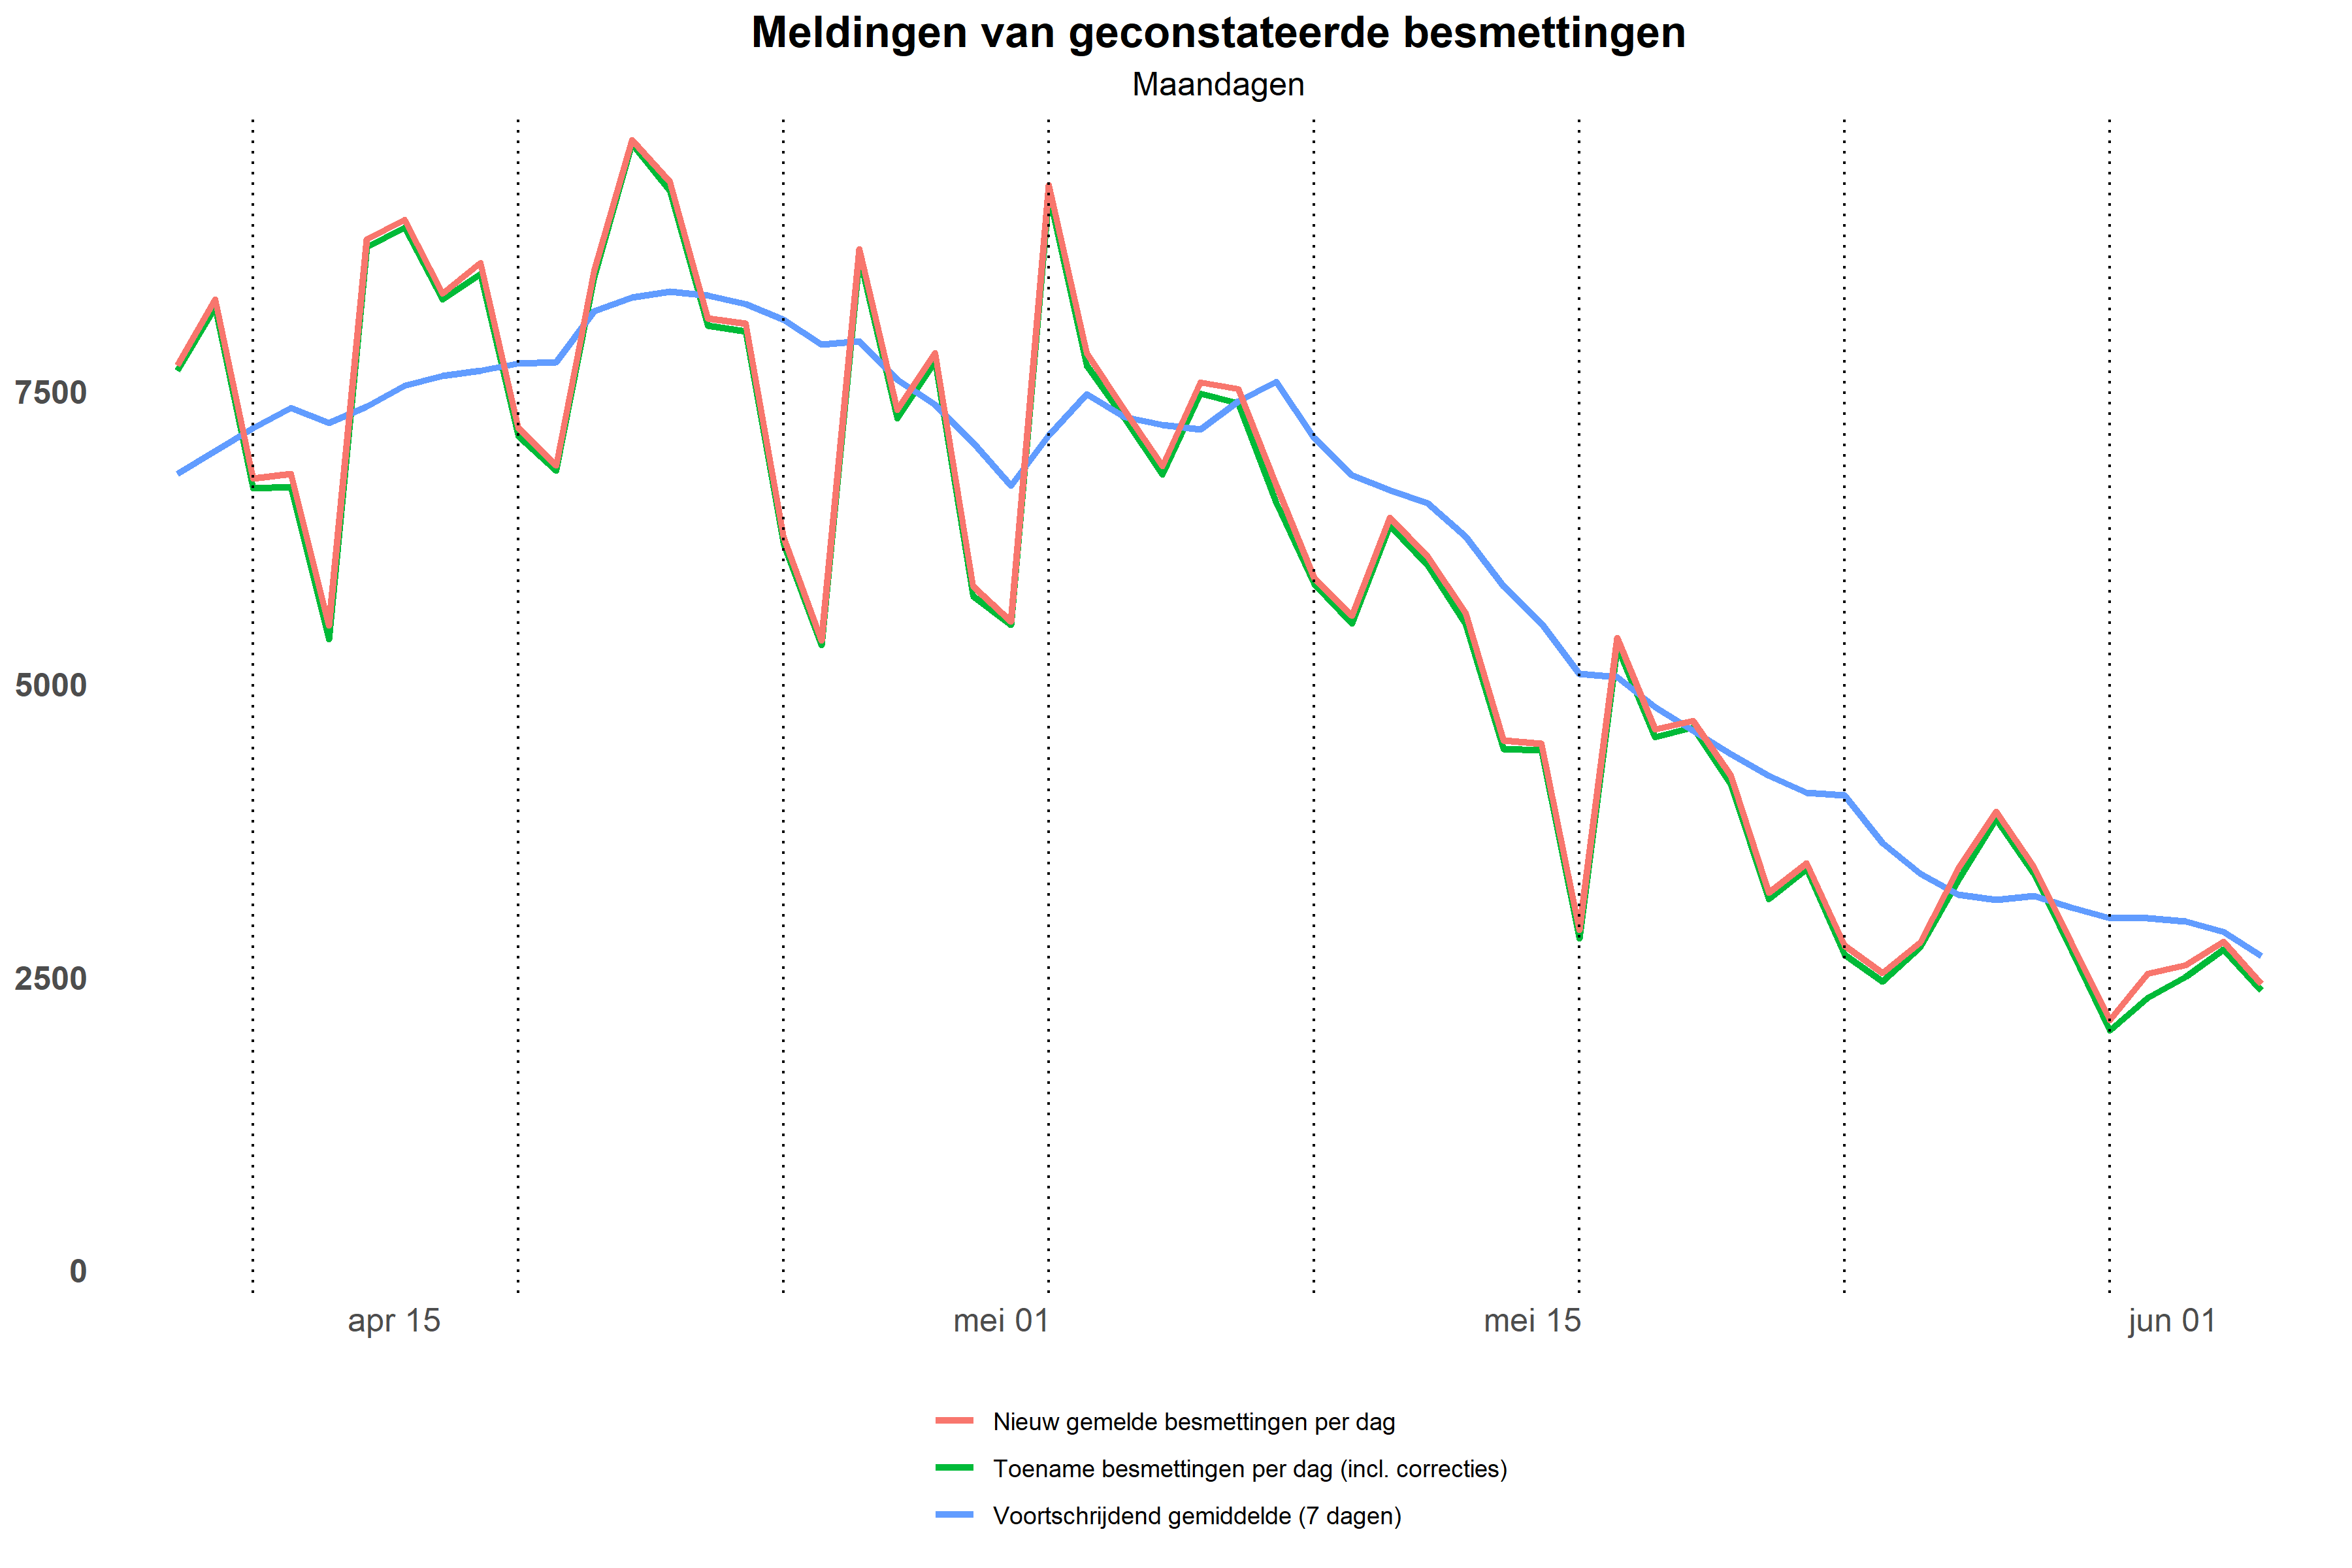 Meldingen van geconstateerde besmettingen
Maandagen
7500
5000
2500
0
apr 15
mei 01
mei 15
jun 01
Nieuw gemelde besmettingen per dag
Toename besmettingen per dag (incl. correcties)
Voortschrijdend gemiddelde (7 dagen)